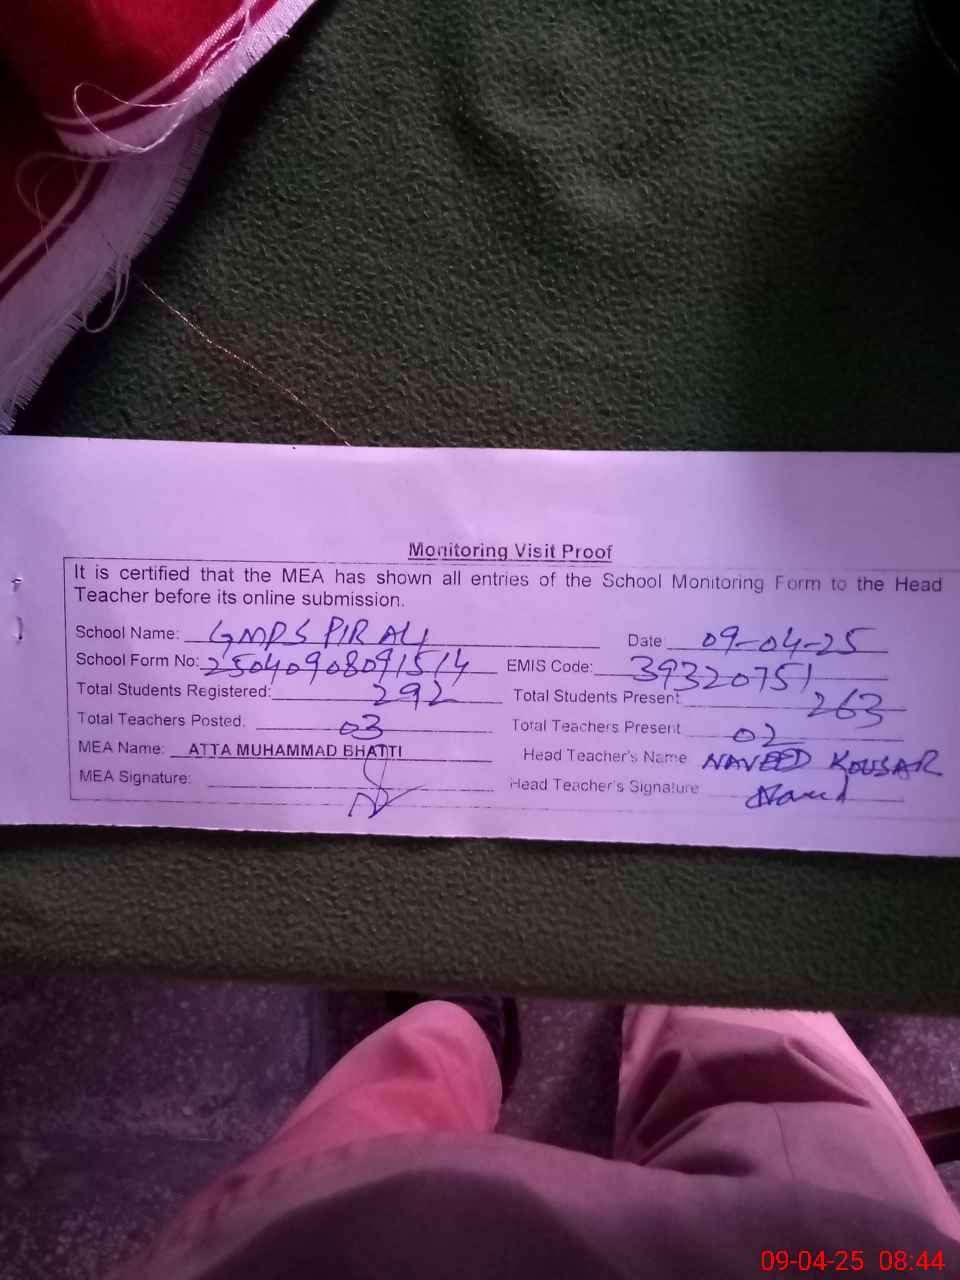 Monitoring Visit Proof
It is certified that the MEA has shown all entries of the School Monitoring Form to the Head
Teacher before its online submission.
School Name: GMPS PIR ALI Date 09-04-25
School Form No: 25040908091514 EMIS Code: 39320751
Total Students Registered: 292 Total Students Present 263
Total Teachers Posted: 03 Total Teachers Present 02
MEA Name: ATTA MUHAMMAD BHATTI Head Teacher's Name NAVEED KOUSAR
MEA Signature: Head Teacher's Signature
09-04-25 08:44